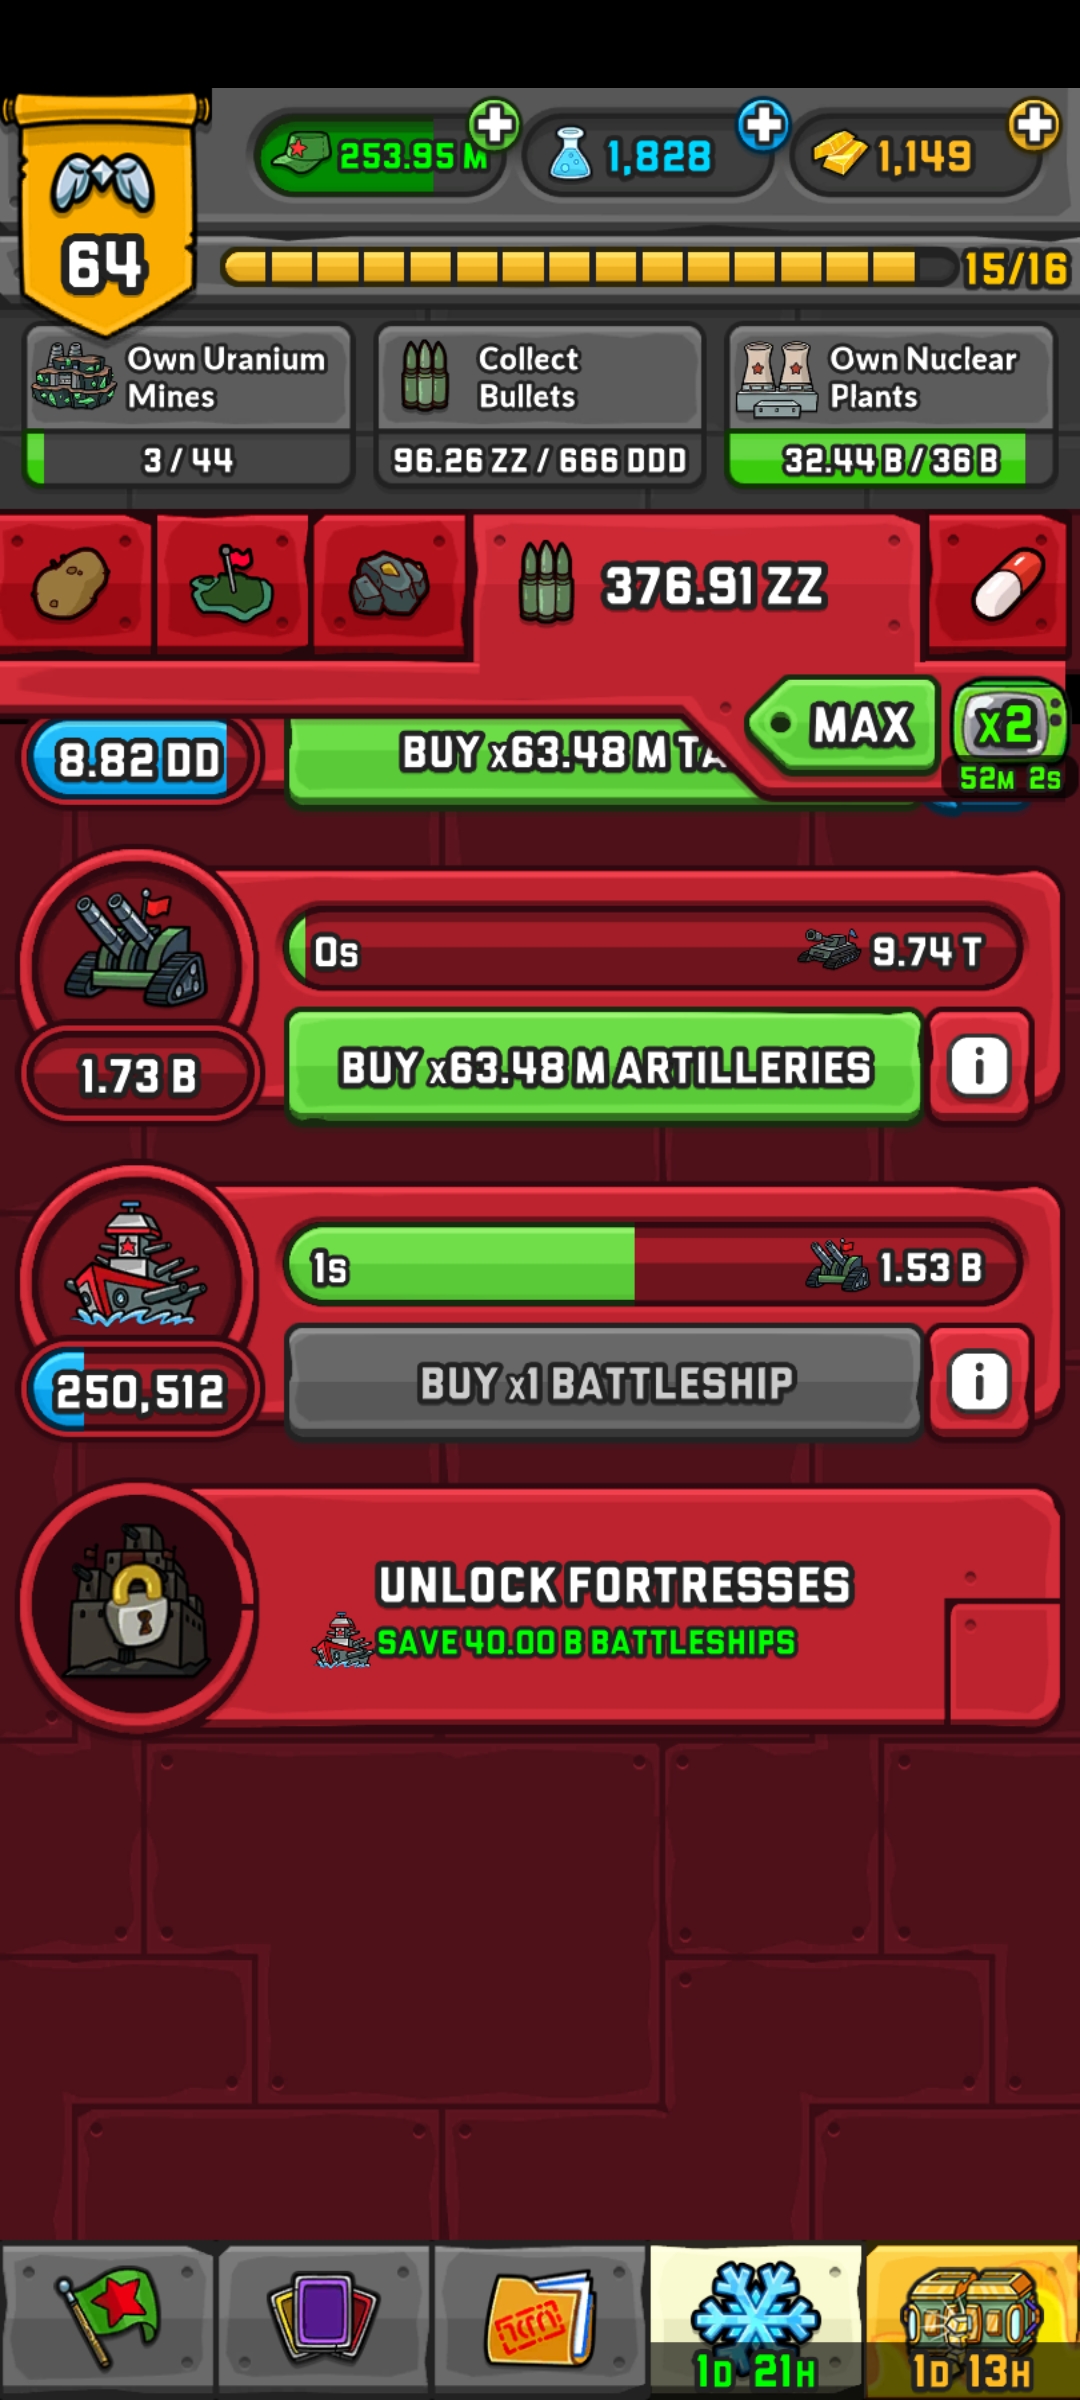 64
253.95 M
1,828
1,149
15/16
Own Uranium
Mines
3 / 44
Collect
Bullets
96.26 ZZ / 666 DDD
Own Nuclear
Plants
32.44 B / 36 B
376.91 ZZ
MAX
x2
52M 2S
8.82 DD
BUY x63.48 M TA
0s
9.74 T
1.73 B
BUY x63.48 M ARTILLERIES
i
1s
1.53 B
250,512
BUY x1 BATTLESHIP
i
UNLOCK FORTRESSES
SAVE 40.00 B BATTLESHIPS
1D 21H
1D 13H